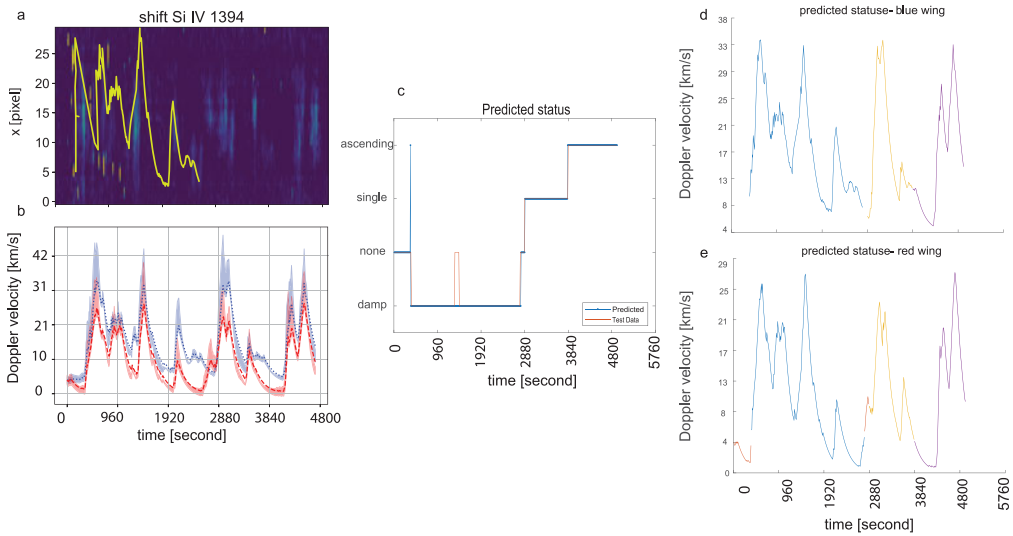 a
shift Si IV 1394
x [pixel]
30
25
20
15
10
5
0
b
Doppler velocity [km/s]
42
31
21
10
0
0
960
1920
2880
3840
4800
time [second]
c
Predicted status
ascending
single
none
damp
Predicted
Test Data
0
960
1920
2880
3840
4800
5760
time [second]
d
predicted statuse- blue wing
Doppler velocity [km/s]
38
33
29
25
21
17
13
8
4
e
predicted statuse- red wing
Doppler velocity [km/s]
33
29
25
21
17
12
8
4
0
0
960
1920
2880
3840
4800
5760
time [second]